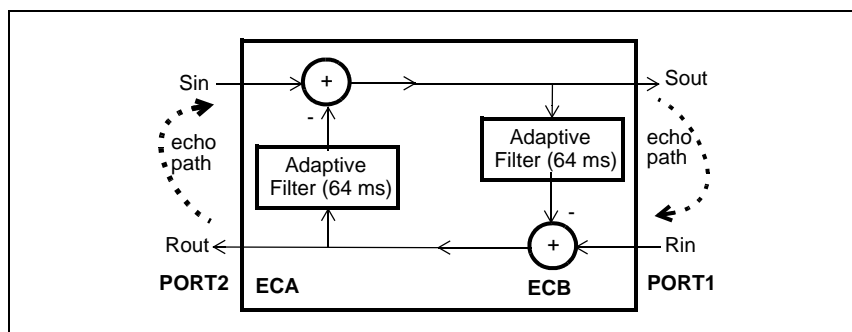 Sin
+
Sout
-
echo
path
Adaptive
Filter (64 ms)
Adaptive
Filter (64 ms)
echo
path
-
Rout
+
Rin
PORT2
ECA
ECB
PORT1